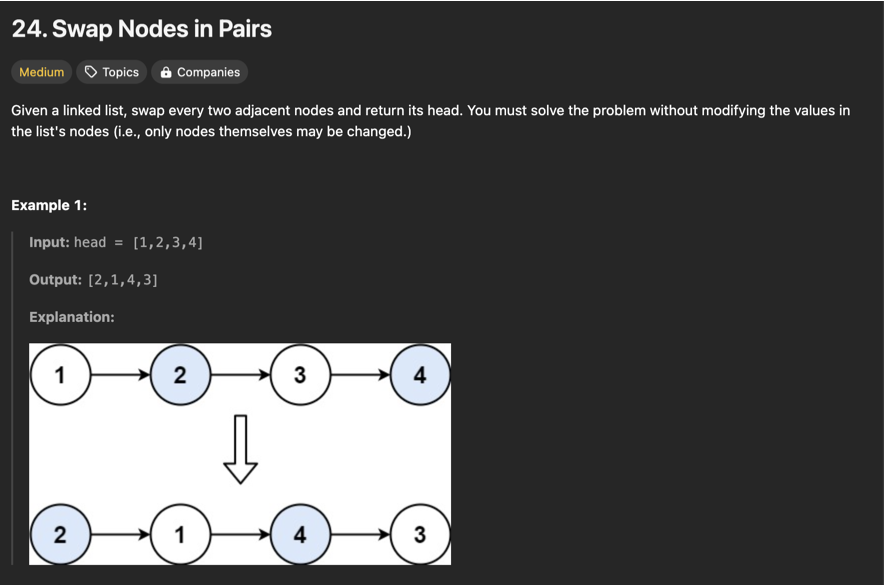 24. Swap Nodes in Pairs
Medium Topics Companies
Given a linked list, swap every two adjacent nodes and return its head. You must solve the problem without modifying the values in
the list's nodes (i.e., only nodes themselves may be changed.)
Example 1:
Input: head = [1,2,3,4]
Output: [2,1,4,3]
Explanation:
1 2 3 4
2 1 4 3